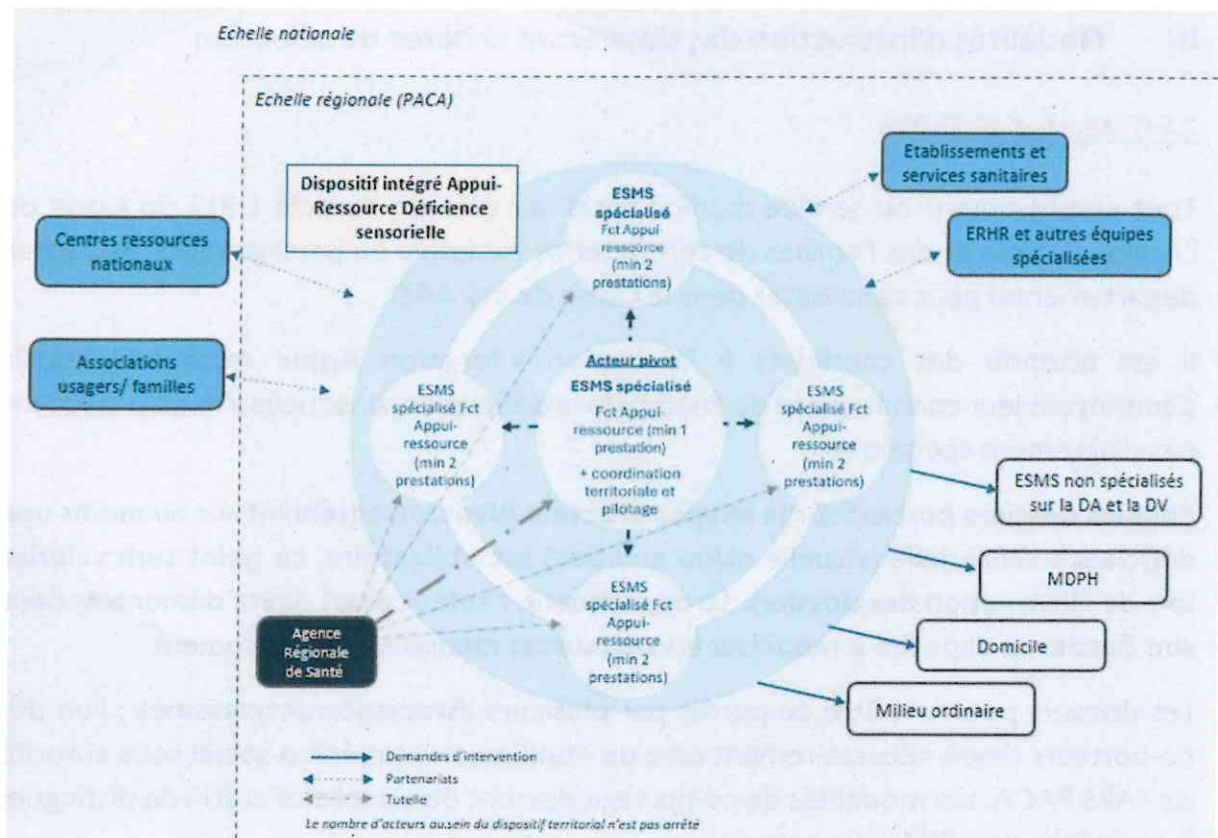 Echelle nationale
Echelle régionale (PACA)
Dispositif intégré Appui-
Ressource Déficience
sensorielle
Centres ressources
nationaux
Associations
usagers/ familles
Agence
Régionale
de Santé
ESMS
spécialisé
Fct Appui-
ressource
(min 2
prestations)
Acteur pivot
ESMS spécialisé
Fct Appui-
ressource (min 1
prestation)
+ coordination
territoriale et
pilotage
ESMS
spécialisé Fct
Appui-
ressource
(min 2
prestations)
ESMS
spécialisé Fct
Appui-
ressource
(min 2
prestations)
ESMS
spécialisé Fct
Appui-
ressource
(min 2
prestations)
Etablissements et
services sanitaires
ERHR et autres équipes
spécialisées
ESMS non spécialisés
sur la DA et la DV
MDPH
Domicile
Milieu ordinaire
Demandes d'intervention
Partenariats
Tutelle
Le nombre d'acteurs au sein du dispositif territorial n'est pas arrêté